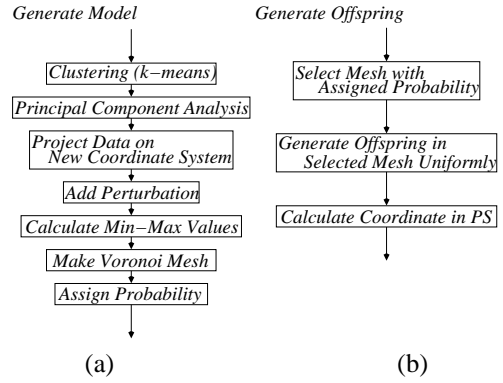 Generate Model
Clustering (k−means)
Principal Component Analysis
Project Data on
New Coordinate System
Add Perturbation
Calculate Min−Max Values
Make Voronoi Mesh
Assign Probability
(a)
Generate Offspring
Select Mesh with
Assigned Probability
Generate Offspring in
Selected Mesh Uniformly
Calculate Coordinate in PS
(b)